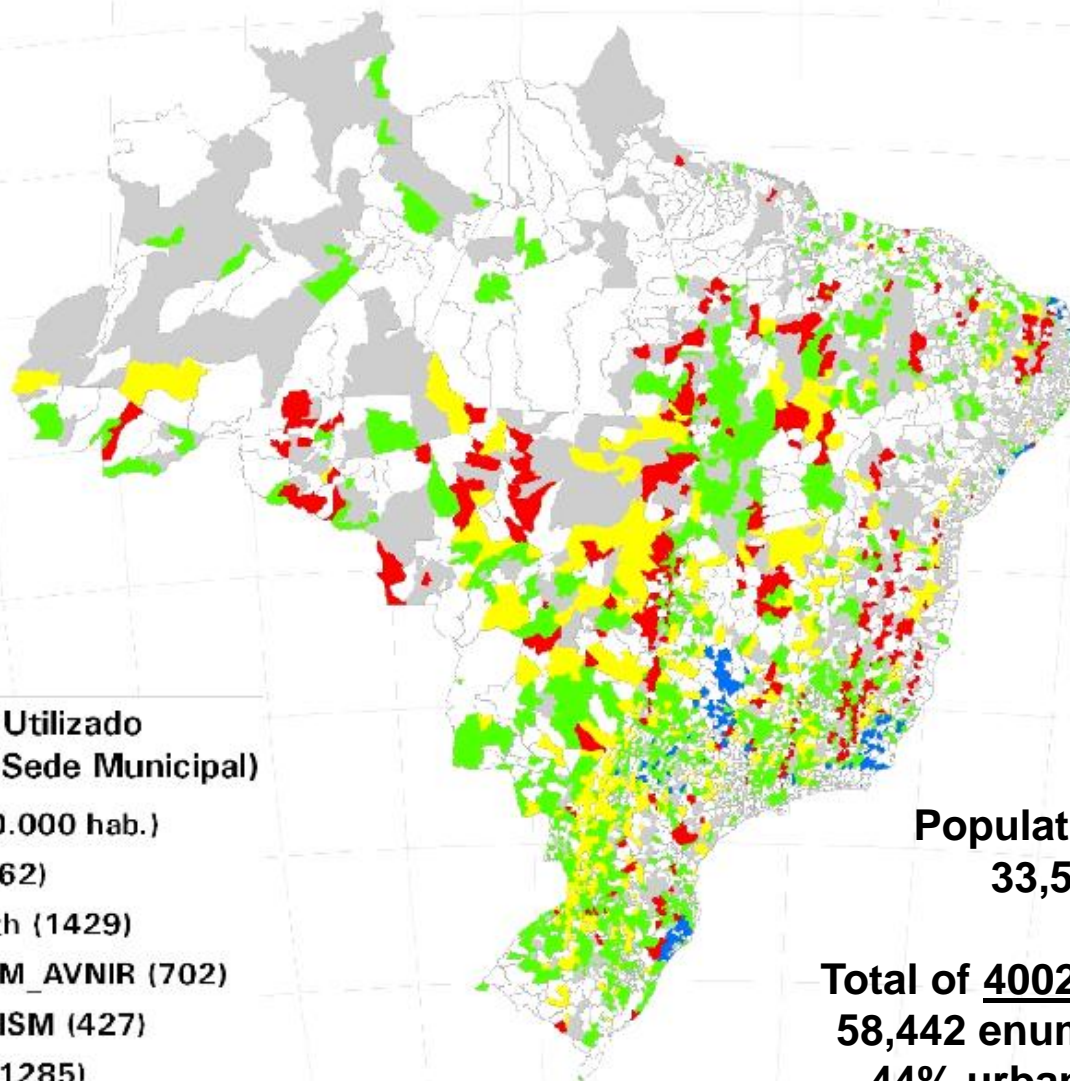 Utilizado
Sede Municipal)
0.000 hab.)
62)
h (1429)
M_AVNIR (702)
ISM (427)
1285)
Populat
33,5
Total of 4002
58,442 enum
44% urban